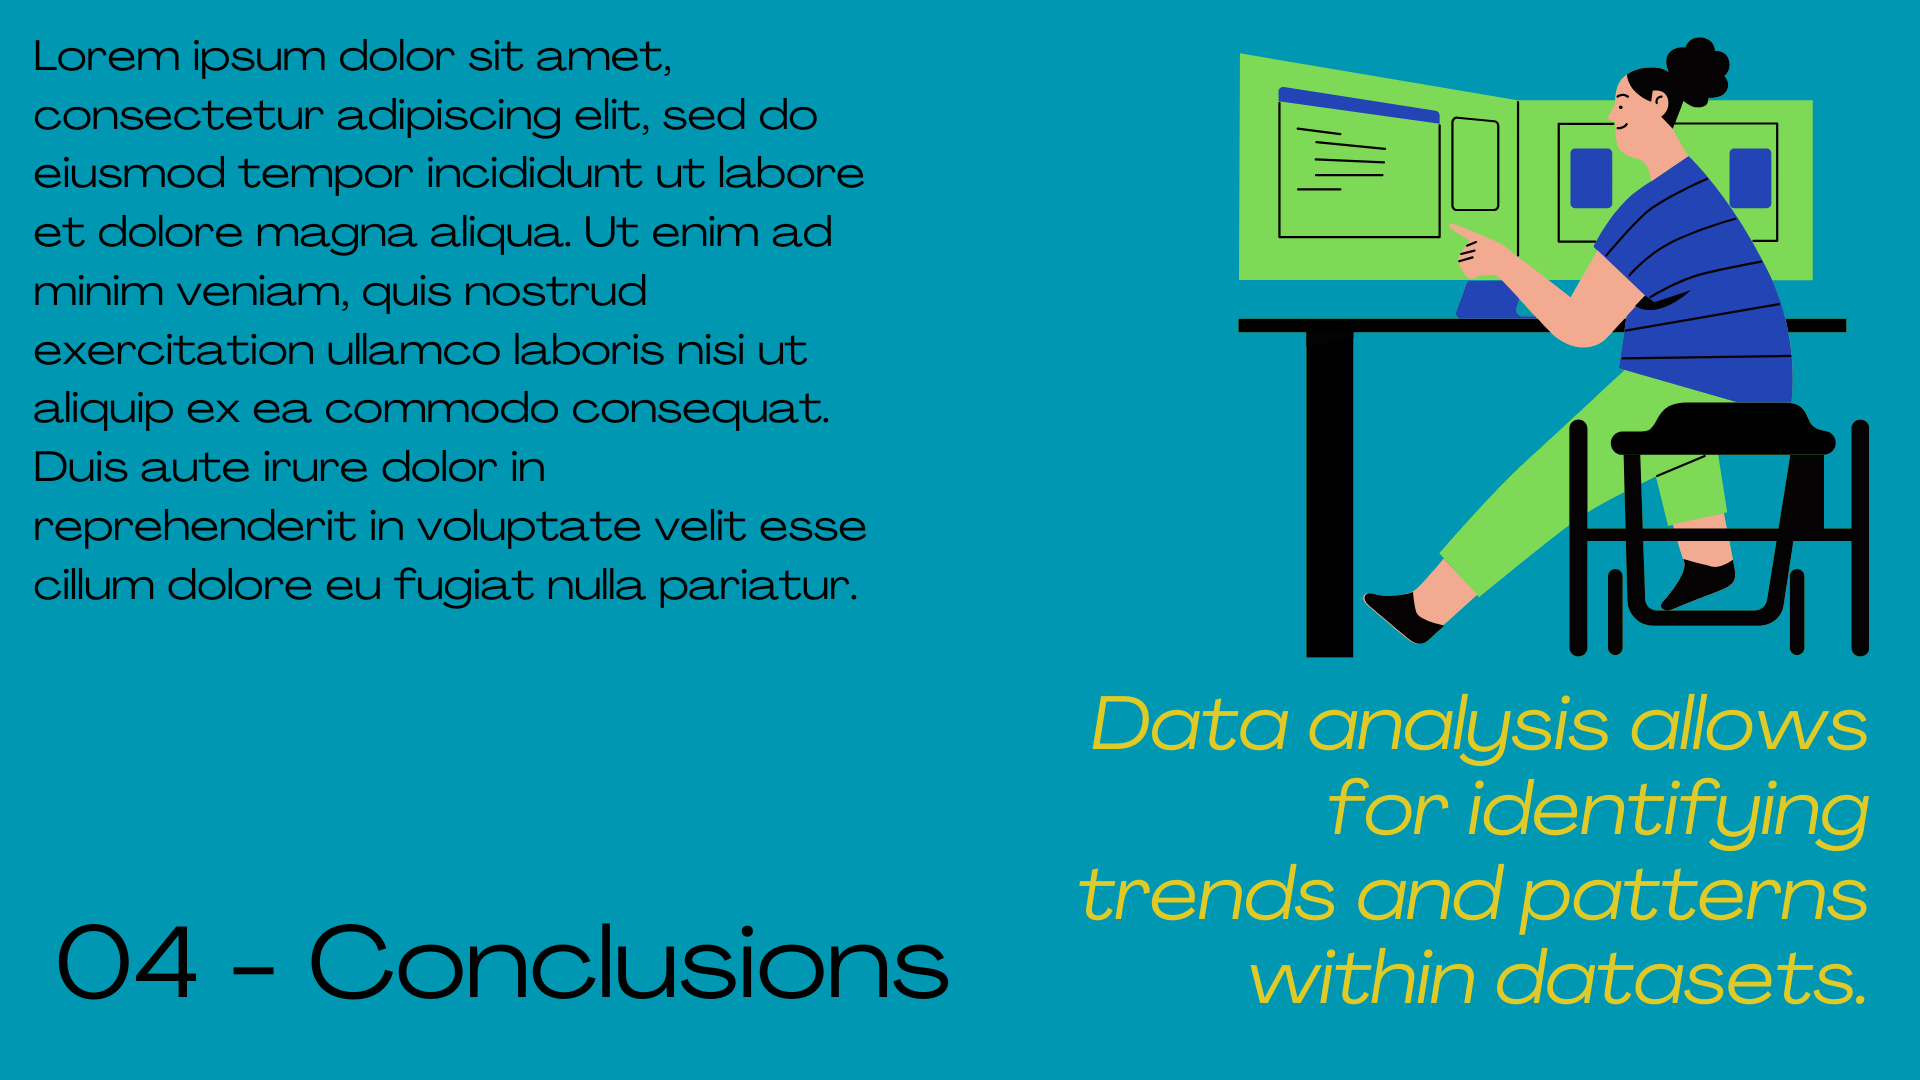 Lorem ipsum dolor sit amet,
consectetur adipiscing elit, sed do
eiusmod tempor incididunt ut labore
et dolore magna aliqua. Ut enim ad
minim veniam, quis nostrud
exercitation ullamco laboris nisi ut
aliquip ex ea commodo consequat.
Duis aute irure dolor in
reprehenderit in voluptate velit esse
cillum dolore eu fugiat nulla pariatur.
04 - Conclusions
Data analysis allows
for identifying
trends and patterns
within datasets.